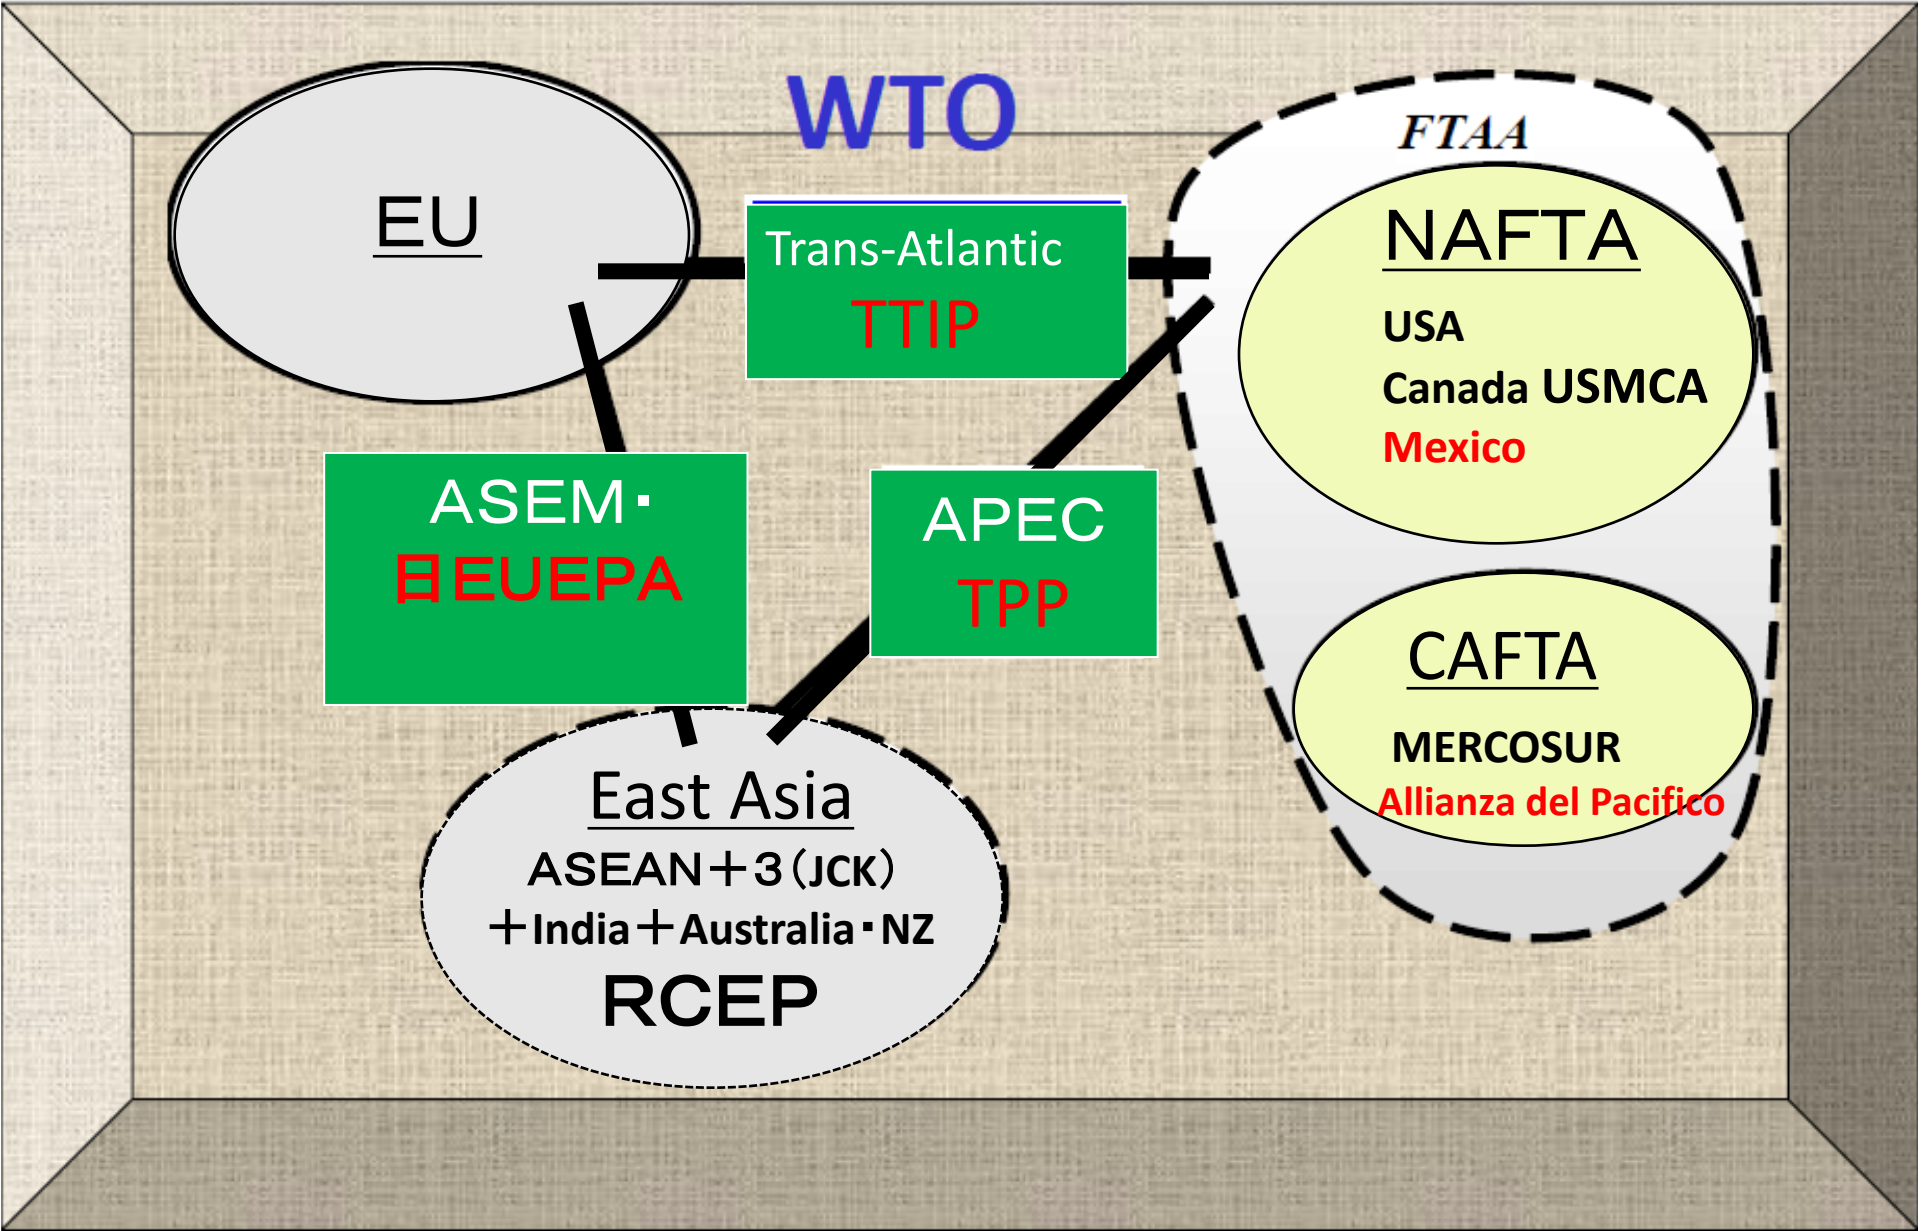 WTO
EU
Trans-Atlantic
TTIP
FTAA
NAFTA
USA
Canada USMCA
Mexico
ASEM・
日EUEPA
APEC
TPP
CAFTA
MERCOSUR
Allianza del Pacifico
East Asia
ASEAN＋3（JCK）
＋India＋Australia・NZ
RCEP